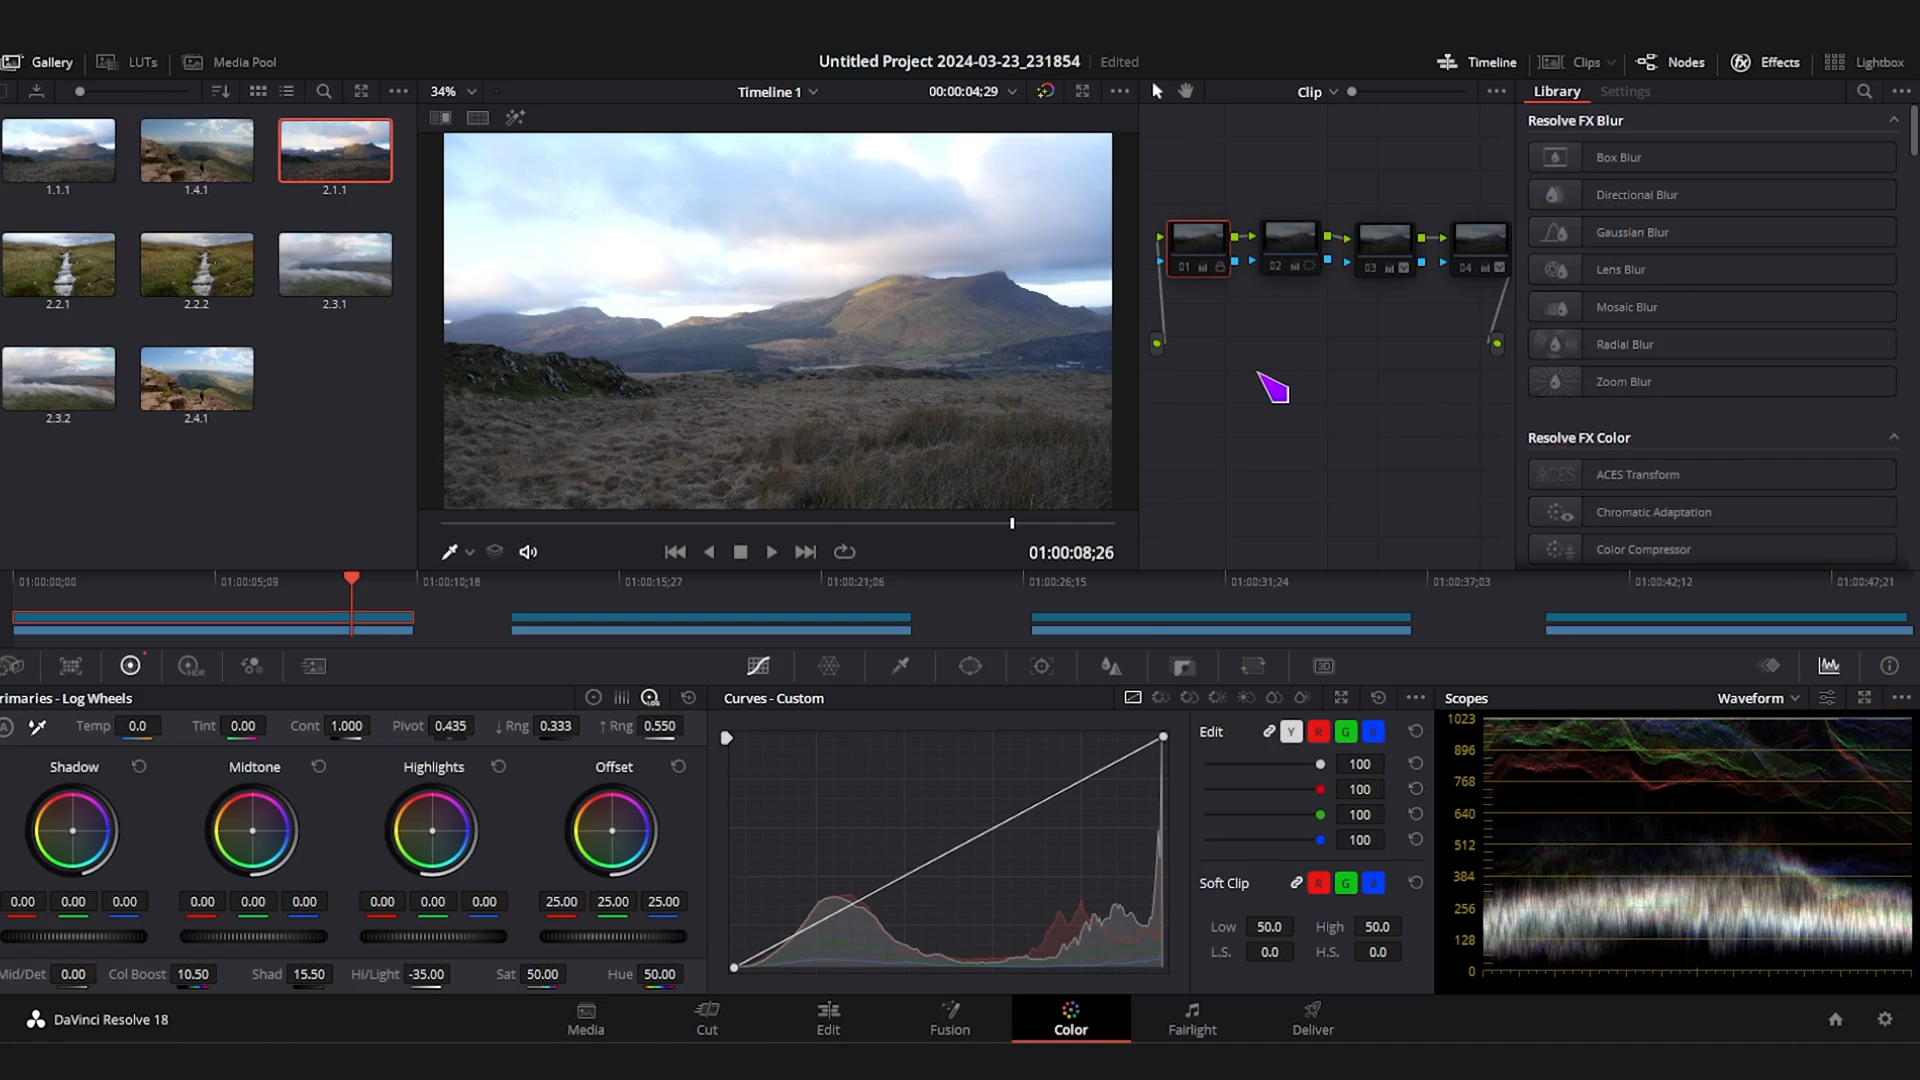 Gallery LUTs Media Pool Untitled Project 2024-03-23_231854 Edited Timeline Clips Nodes Effects Lightbox
34% Timeline 1 00:00:04;29 Clip Library Settings
Resolve FX Blur
Box Blur
Directional Blur
Gaussian Blur
Lens Blur
Mosaic Blur
Radial Blur
Zoom Blur
Resolve FX Color
ACES ACES Transform
Chromatic Adaptation
Color Compressor
1.1.1 1.4.1 2.1.1
2.2.1 2.2.2 2.3.1
2.3.2 2.4.1
01 02 03 04
01:00:08;26
01:00:00;00 01:00:05;09 01:00:10;18 01:00:15;27 01:00:21;06 01:00:26;15 01:00:31;24 01:00:37;03 01:00:42;12 01:00:47;21
HDR 3D
rimaries - Log Wheels
A Temp 0.0 Tint 0.00 Cont 1.000 Pivot 0.435 ↓ Rng 0.333 ↑ Rng 0.550
Shadow Midtone Highlights Offset
0.00 0.00 0.00 0.00 0.00 0.00 0.00 0.00 0.00 25.00 25.00 25.00
Mid/Det 0.00 Col Boost 10.50 Shad 15.50 Hi/Light -35.00 Sat 50.00 Hue 50.00
Curves - Custom
Edit Y R G B
100
100
100
100
Soft Clip R G B
Low 50.0 High 50.0
L.S. 0.0 H.S. 0.0
Scopes Waveform
1023
896
768
640
512
384
256
128
0
DaVinci Resolve 18 Media Cut Edit Fusion Color Fairlight Deliver